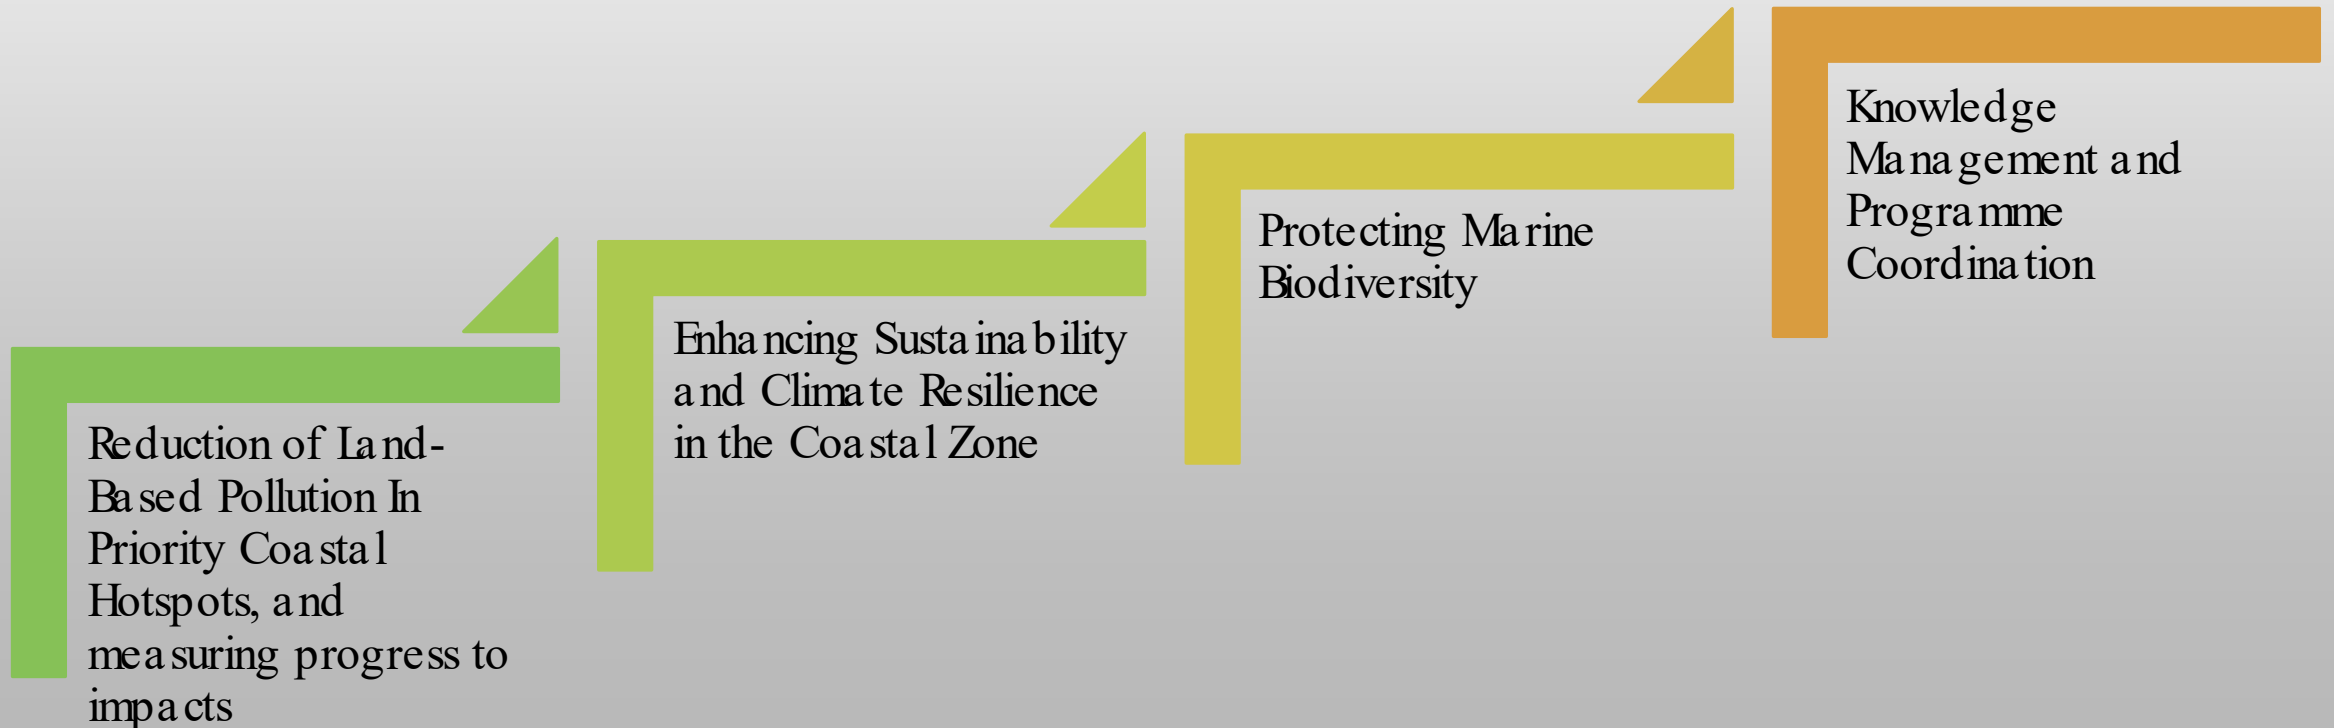 Reduction of Land-
Based Pollution In
Priority Coastal
Hotspots, and
measuring progress to
impacts
Enhancing Sustainability
and Climate Resilience
in the Coastal Zone
Protecting Marine
Biodiversity
Knowledge
Management and
Programme
Coordination